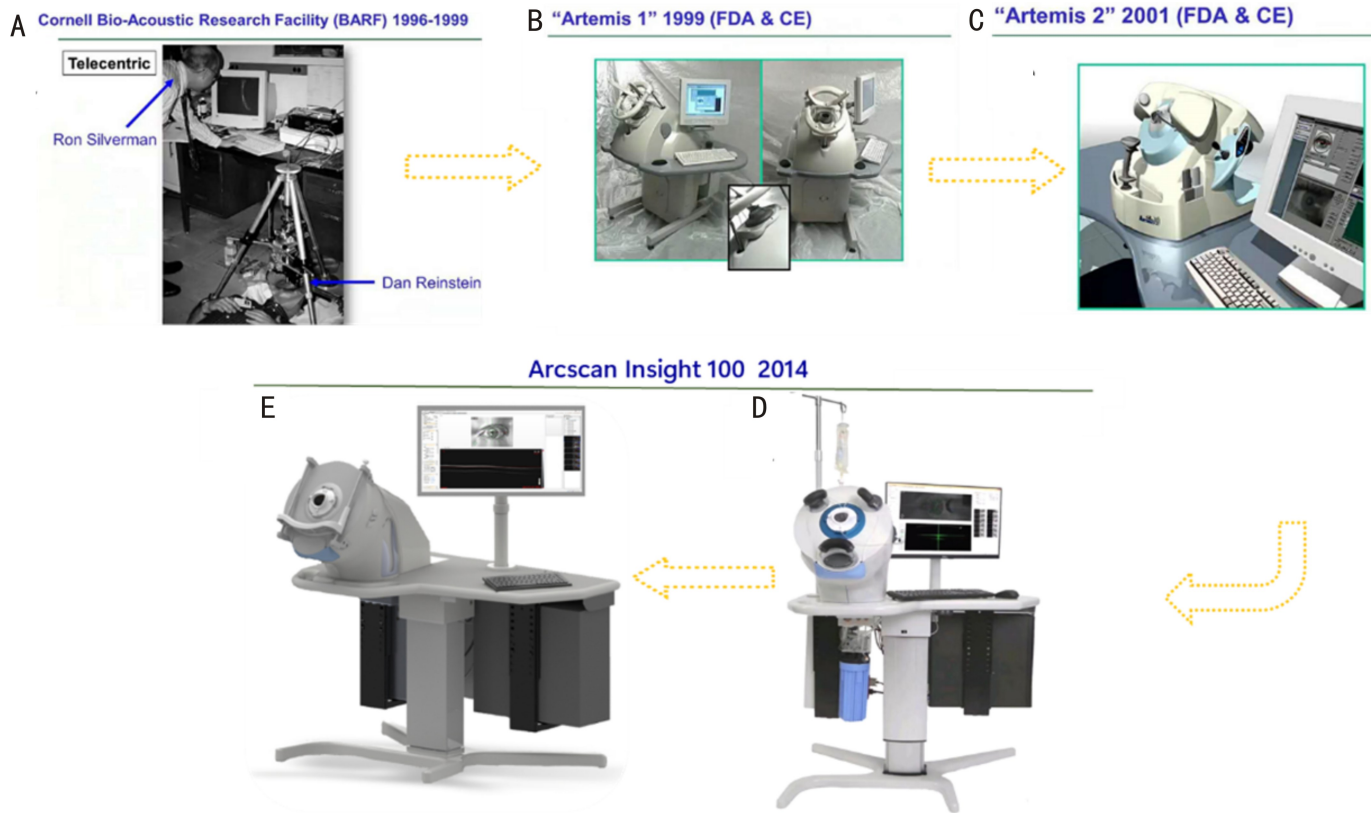 A
Cornell Bio-Acoustic Research Facility (BARF) 1996-1999
Telecentric
Ron Silverman
Dan Reinstein
B
“Artemis 1” 1999 (FDA & CE)
C
“Artemis 2” 2001 (FDA & CE)
Arcscan Insight 100 2014
E
D